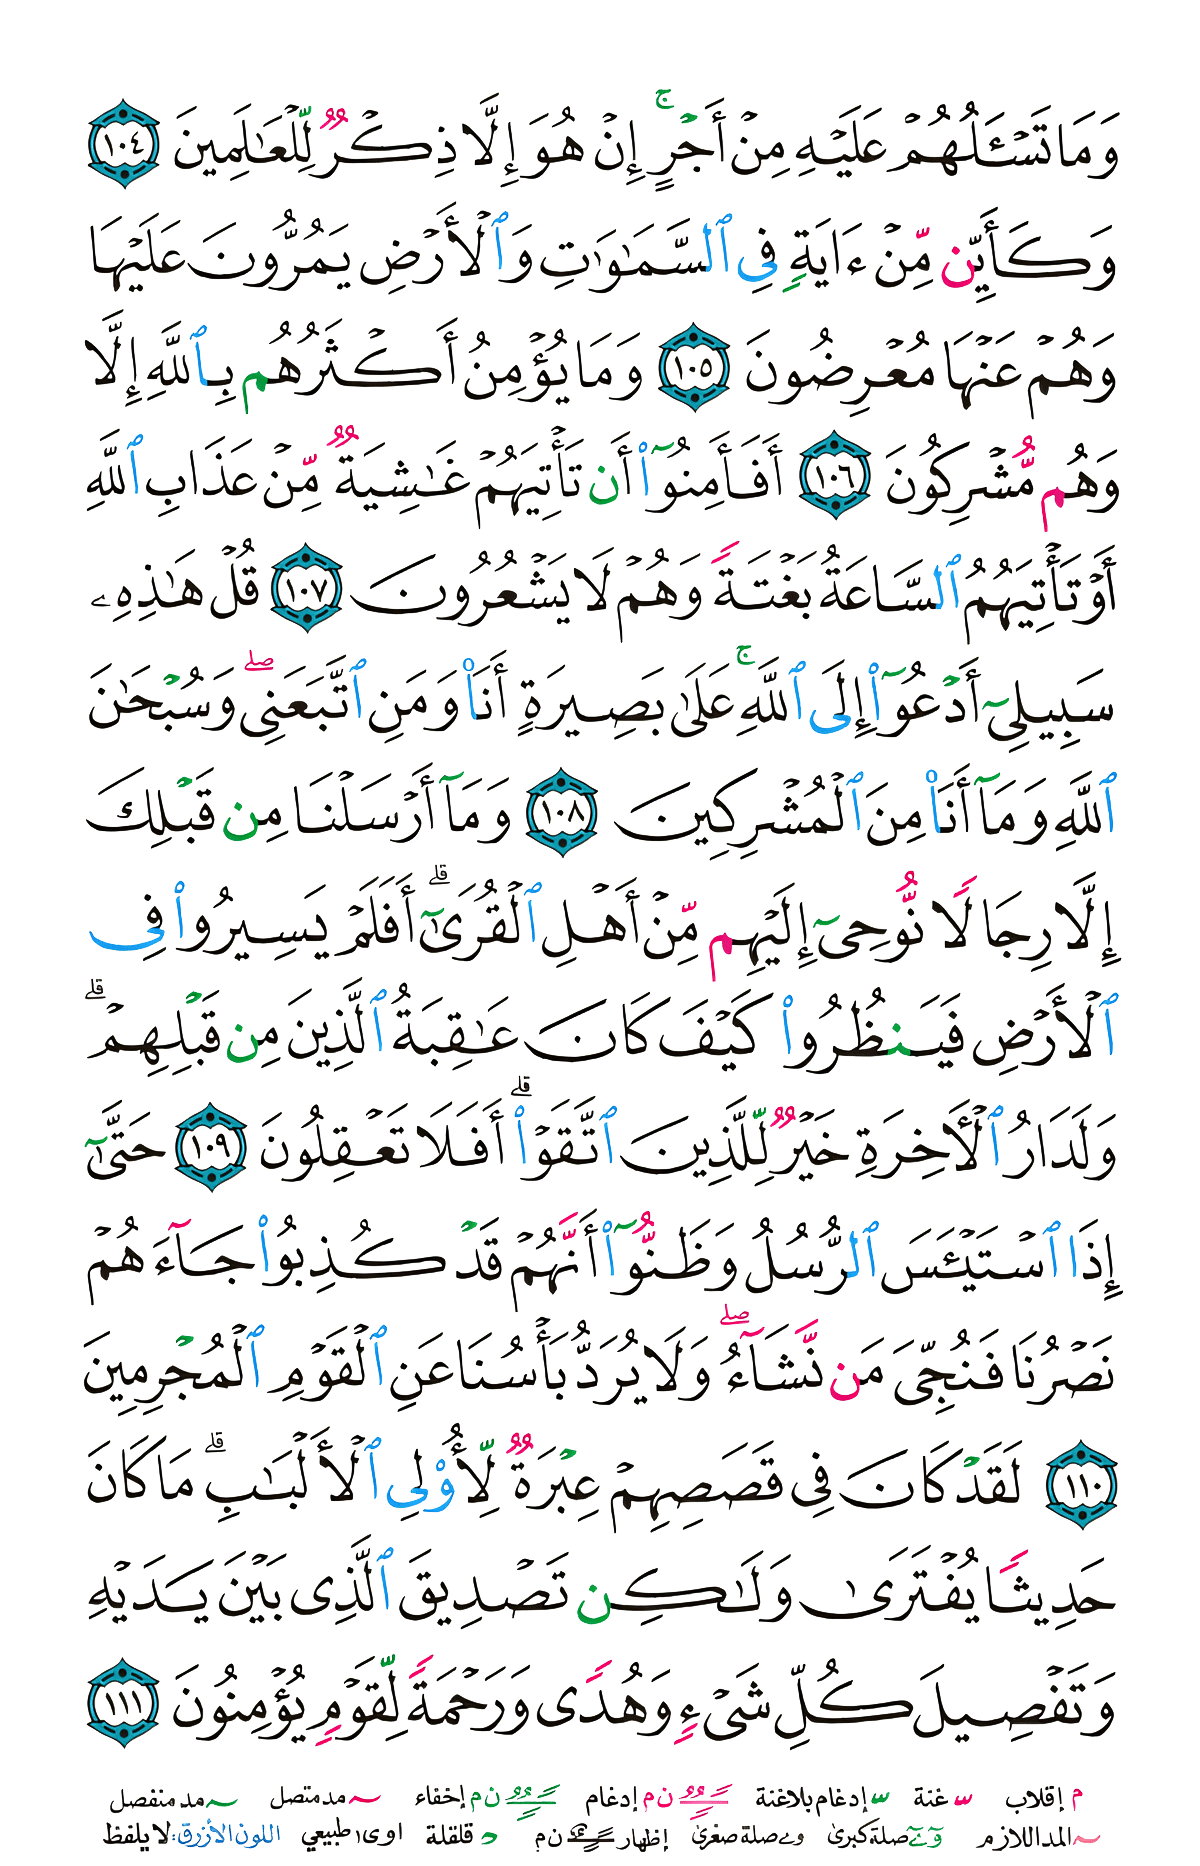 وَمَا تَسْـَٔلُهُمْ عَلَيْهِ مِنْ أَجْرٍ ۚ إِنْ هُوَ إِلَّا ذِكْرٌ لِّلْعَـٰلَمِينَ ١٠٤
وَكَأَيِّن مِّنْ ءَايَةٍ فِى ٱلسَّمَـٰوَٰتِ وَٱلْأَرْضِ يَمُرُّونَ عَلَيْهَا
وَهُمْ عَنْهَا مُعْرِضُونَ ١٠٥ وَمَا يُؤْمِنُ أَكْثَرُهُم بِٱللَّهِ إِلَّا
وَهُم مُّشْرِكُونَ ١٠٦ أَفَأَمِنُوٓا۟ أَن تَأْتِيَهُمْ غَـٰشِيَةٌ مِّنْ عَذَابِ ٱللَّهِ
أَوْ تَأْتِيَهُمُ ٱلسَّاعَةُ بَغْتَةً وَهُمْ لَا يَشْعُرُونَ ١٠٧ قُلْ هَـٰذِهِۦ
سَبِيلِىٓ أَدْعُوٓا۟ إِلَى ٱللَّهِ ۚ عَلَىٰ بَصِيرَةٍ أَنَا۠ وَمَنِ ٱتَّبَعَنِى ۖ وَسُبْحَـٰنَ
ٱللَّهِ وَمَآ أَنَا۠ مِنَ ٱلْمُشْرِكِينَ ١٠٨ وَمَآ أَرْسَلْنَا مِن قَبْلِكَ
إِلَّا رِجَالًا نُّوحِىٓ إِلَيْهِم مِّنْ أَهْلِ ٱلْقُرَىٰٓ ۗ أَفَلَمْ يَسِيرُوا۟ فِى
ٱلْأَرْضِ فَيَنظُرُوا۟ كَيْفَ كَانَ عَـٰقِبَةُ ٱلَّذِينَ مِن قَبْلِهِمْ ۗ
وَلَدَارُ ٱلْـَٔاخِرَةِ خَيْرٌ لِّلَّذِينَ ٱتَّقَوْا۟ ۗ أَفَلَا تَعْقِلُونَ ١٠٩ حَتَّىٰٓ
إِذَا ٱسْتَيْـَٔسَ ٱلرُّسُلُ وَظَنُّوٓا۟ أَنَّهُمْ قَدْ كُذِبُوا۟ جَآءَهُمْ
نَصْرُنَا فَنُجِّىَ مَن نَّشَآءُ ۖ وَلَا يُرَدُّ بَأْسُنَا عَنِ ٱلْقَوْمِ ٱلْمُجْرِمِينَ
١١٠ لَقَدْ كَانَ فِى قَصَصِهِمْ عِبْرَةٌ لِّأُو۟لِى ٱلْأَلْبَـٰبِ ۗ مَا كَانَ
حَدِيثًا يُفْتَرَىٰ وَلَـٰكِن تَصْدِيقَ ٱلَّذِى بَيْنَ يَدَيْهِ
وَتَفْصِيلَ كُلِّ شَىْءٍ وَهُدًى وَرَحْمَةً لِّقَوْمٍ يُؤْمِنُونَ ١١١
م إقلاب غنة إدغام بلاغنة ن م إدغام ن م إخفاء مد متصل مد منفصل
المد اللازم صلة كبرى و ے صلة صغرى إظهار ن م قلقلة ا و ى طبيعي اللون الأزرق: لا يلفظ